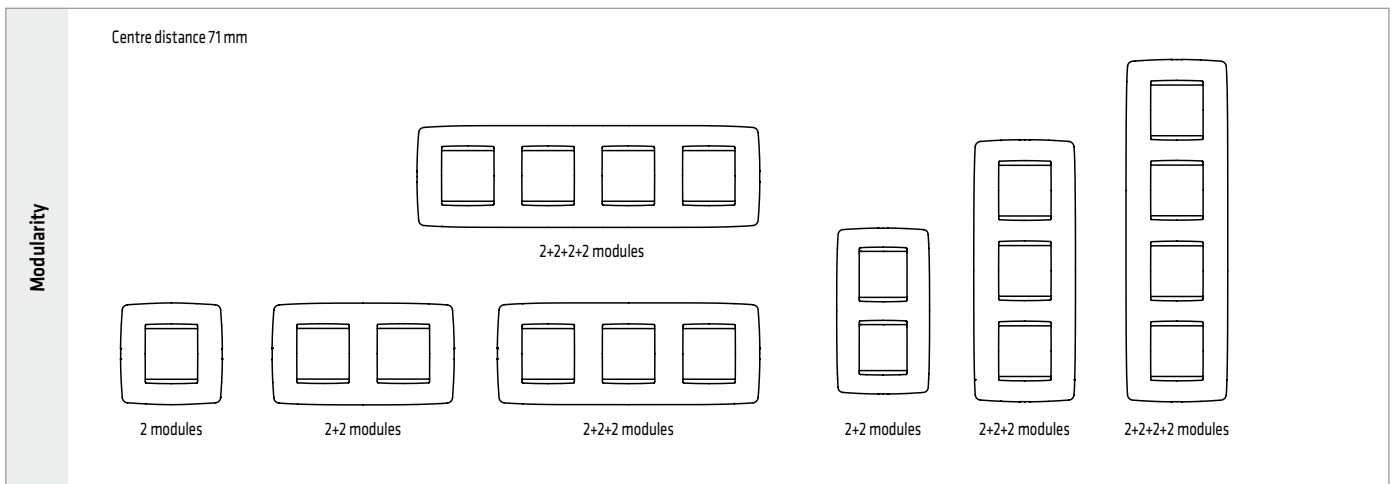 Modularity
Centre distance 71 mm
2+2+2+2 modules
2 modules
2+2 modules
2+2+2 modules
2+2 modules
2+2+2 modules
2+2+2+2 modules